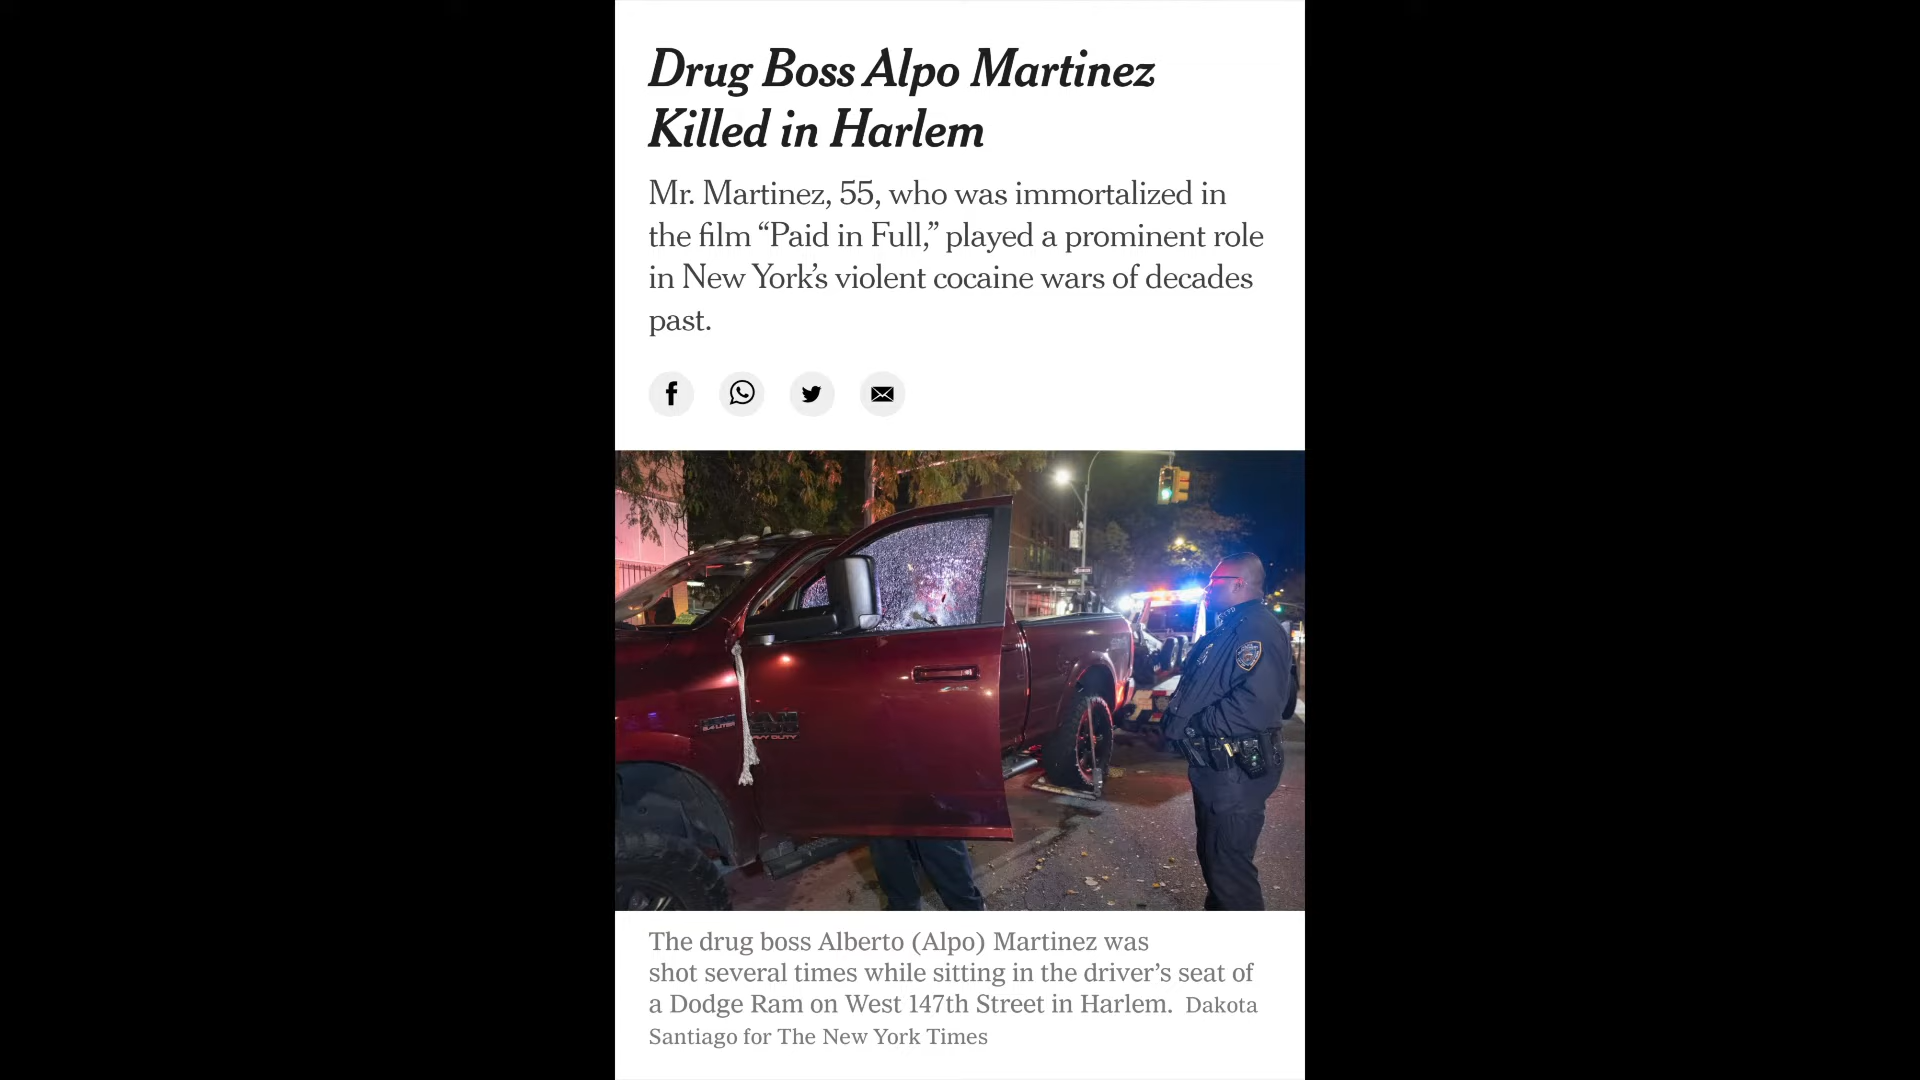 Drug Boss Alpo Martinez
Killed in Harlem
Mr. Martinez, 55, who was immortalized in
the film “Paid in Full,” played a prominent role
in New York’s violent cocaine wars of decades
past.
The drug boss Alberto (Alpo) Martinez was
shot several times while sitting in the driver’s seat of
a Dodge Ram on West 147th Street in Harlem. Dakota
Santiago for The New York Times